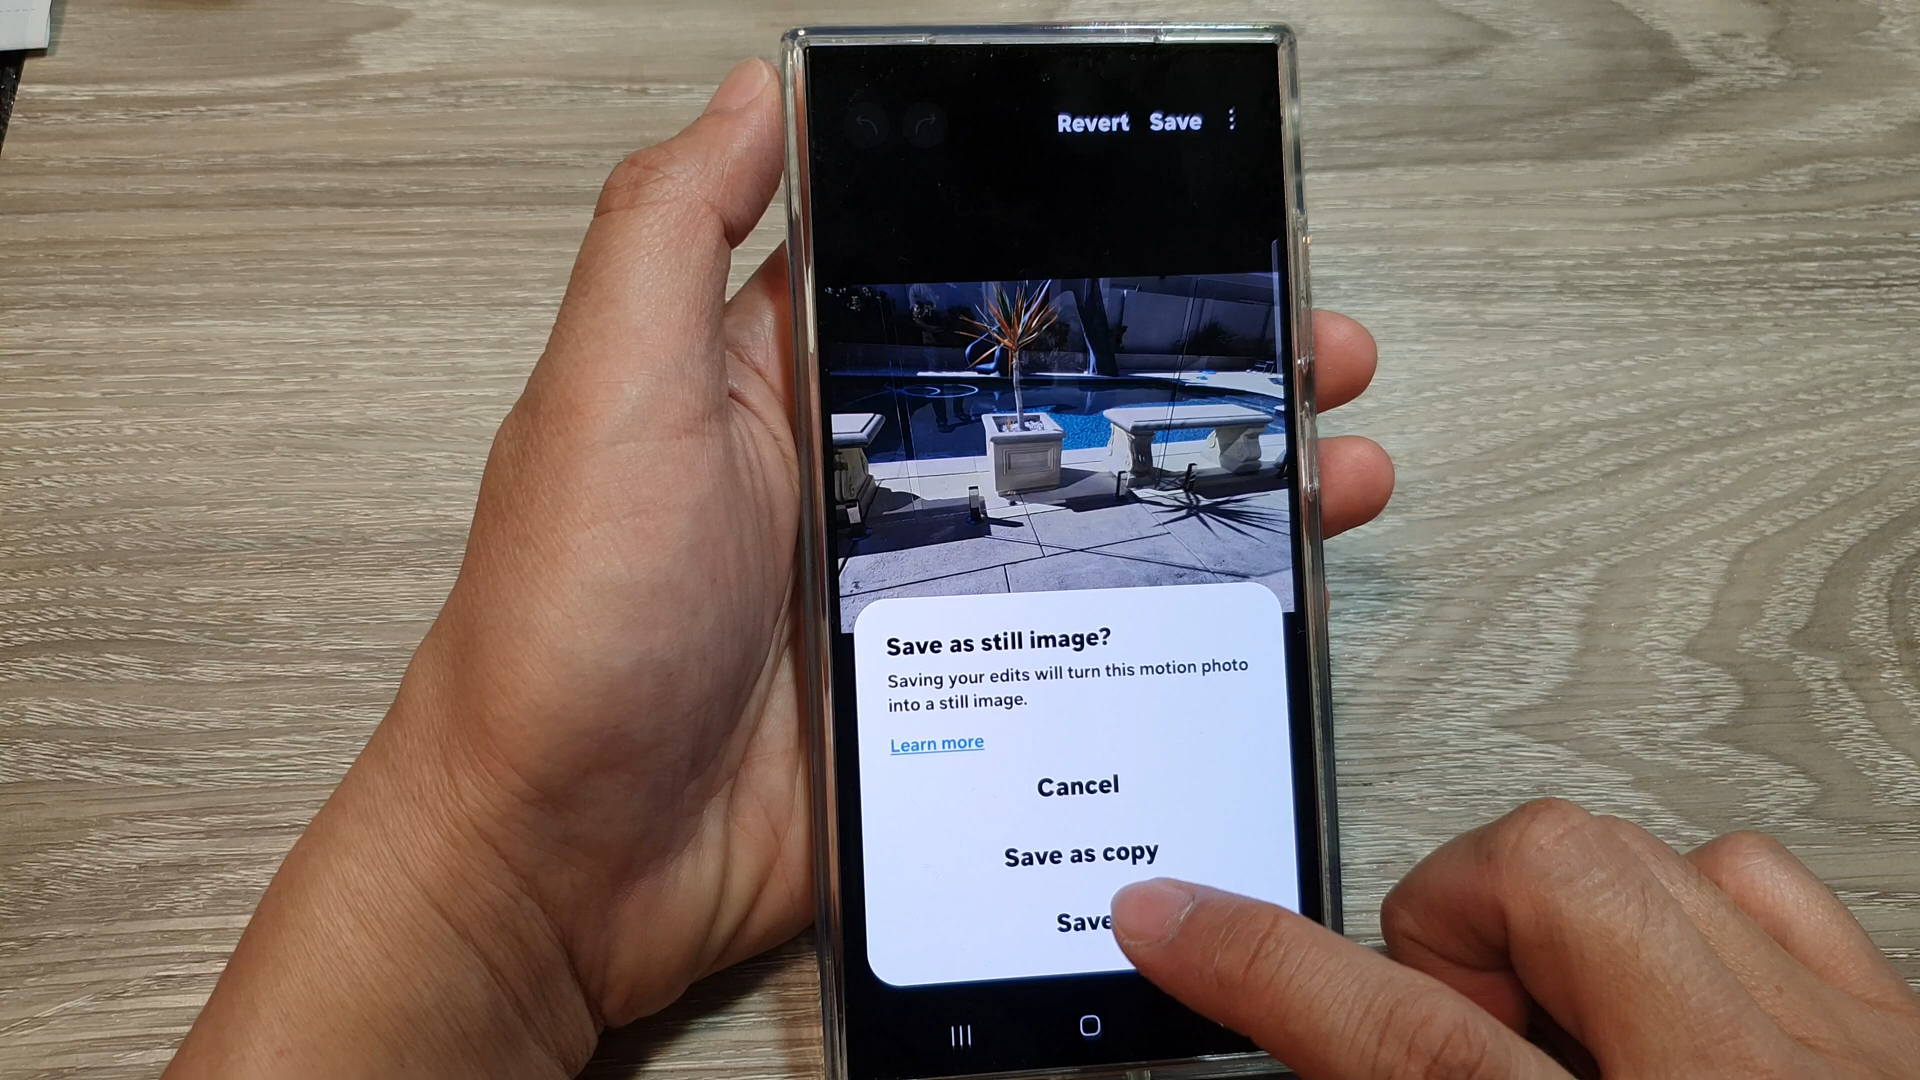 Revert Save
Save as still image?
Saving your edits will turn this motion photo
into a still image.
Learn more
Cancel
Save as copy
Save